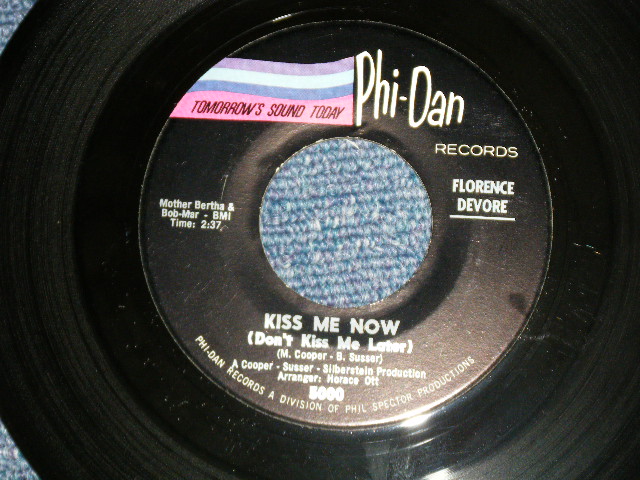 TOMORROW'S SOUND TODAY
Phi-Dan
RECORDS
FLORENCE
DEVORE
Mother Bertha &
Bob-Mar - BMI
Time: 2:37
KISS ME NOW
(Don't Kiss Me Later)
(M. Cooper - B. Susser)
A Cooper - Susser - Silberstein Production
Arranger: Horace Ott
5000
PHI-DAN RECORDS A DIVISION OF PHIL SPECTOR PRODUCTIONS